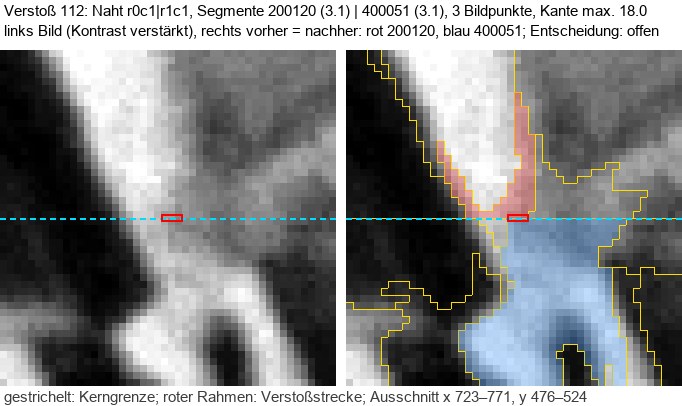 Verstoß 112: Naht r0c1|r1c1, Segmente 200120 (3.1) | 400051 (3.1), 3 Bildpunkte, Kante max. 18.0
links Bild (Kontrast verstärkt), rechts vorher = nachher: rot 200120, blau 400051; Entscheidung: offen
gestrichelt: Kerngrenze; roter Rahmen: Verstoßstrecke; Ausschnitt x 723–771, y 476–524